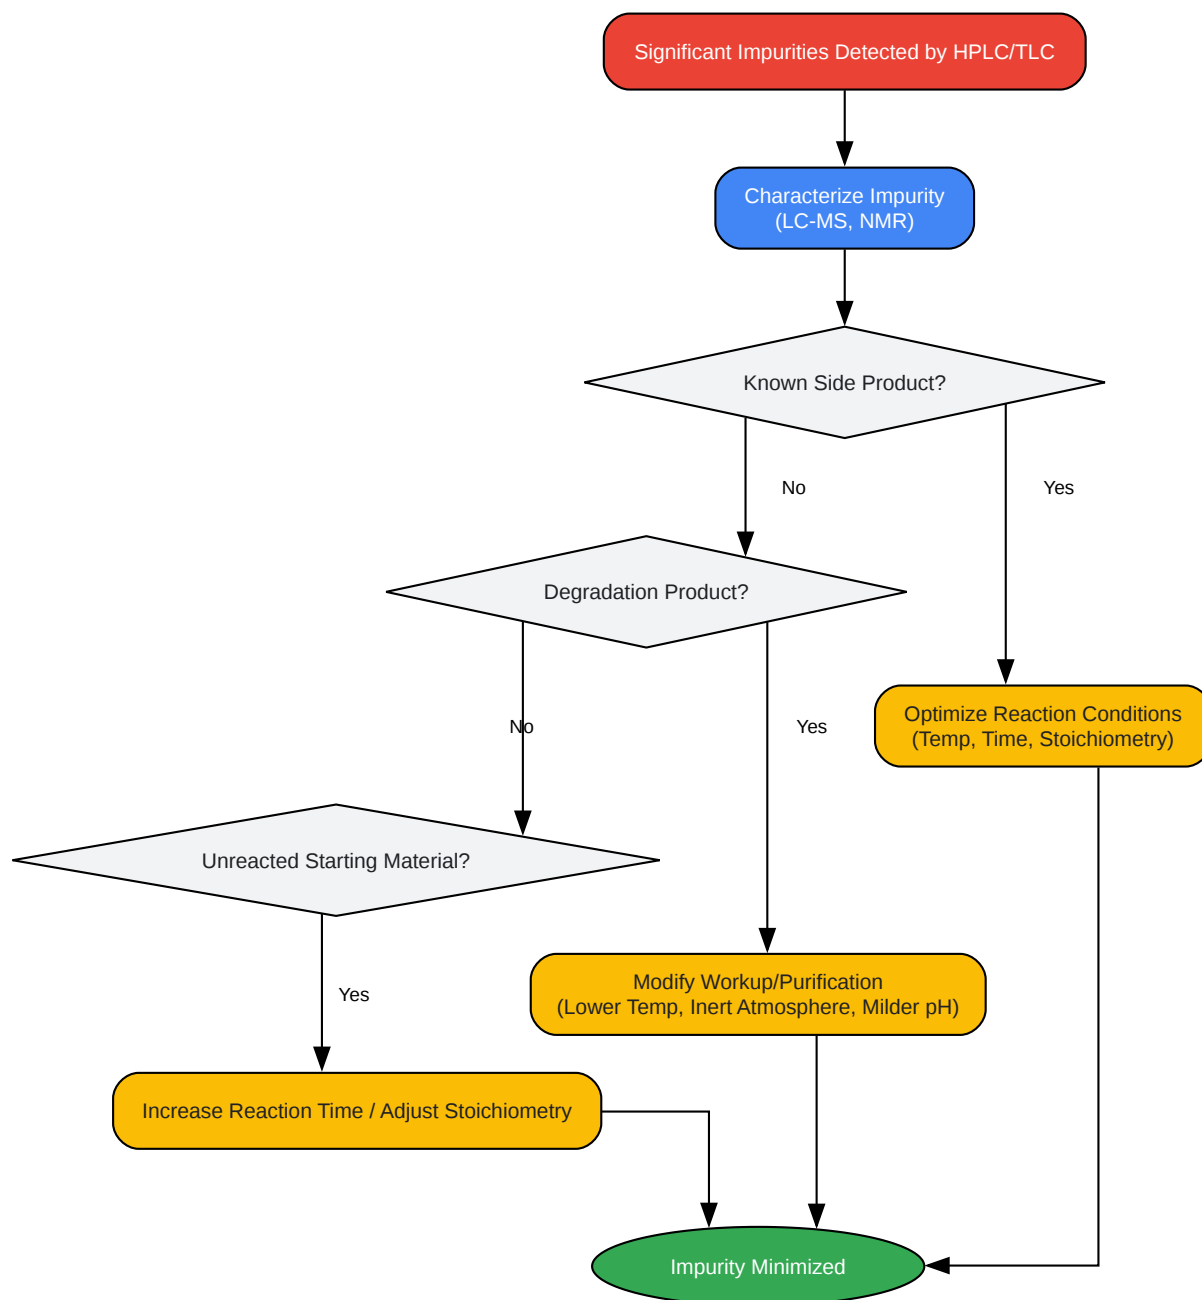 Significant Impurities Detected by HPLC/TLC
Characterize Impurity
(LC-MS, NMR)
Known Side Product?
No
Yes
Degradation Product?
No
Yes
Optimize Reaction Conditions
(Temp, Time, Stoichiometry)
Unreacted Starting Material?
Yes
Modify Workup/Purification
(Lower Temp, Inert Atmosphere, Milder pH)
Increase Reaction Time / Adjust Stoichiometry
Impurity Minimized